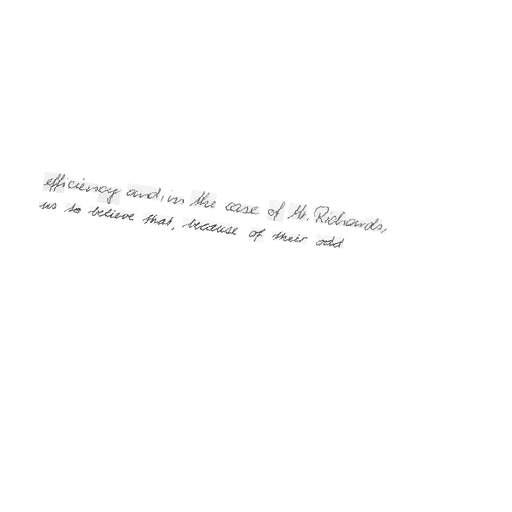 efficiency and, in the case of Mr. Richards,
us to believe that, because of their odd